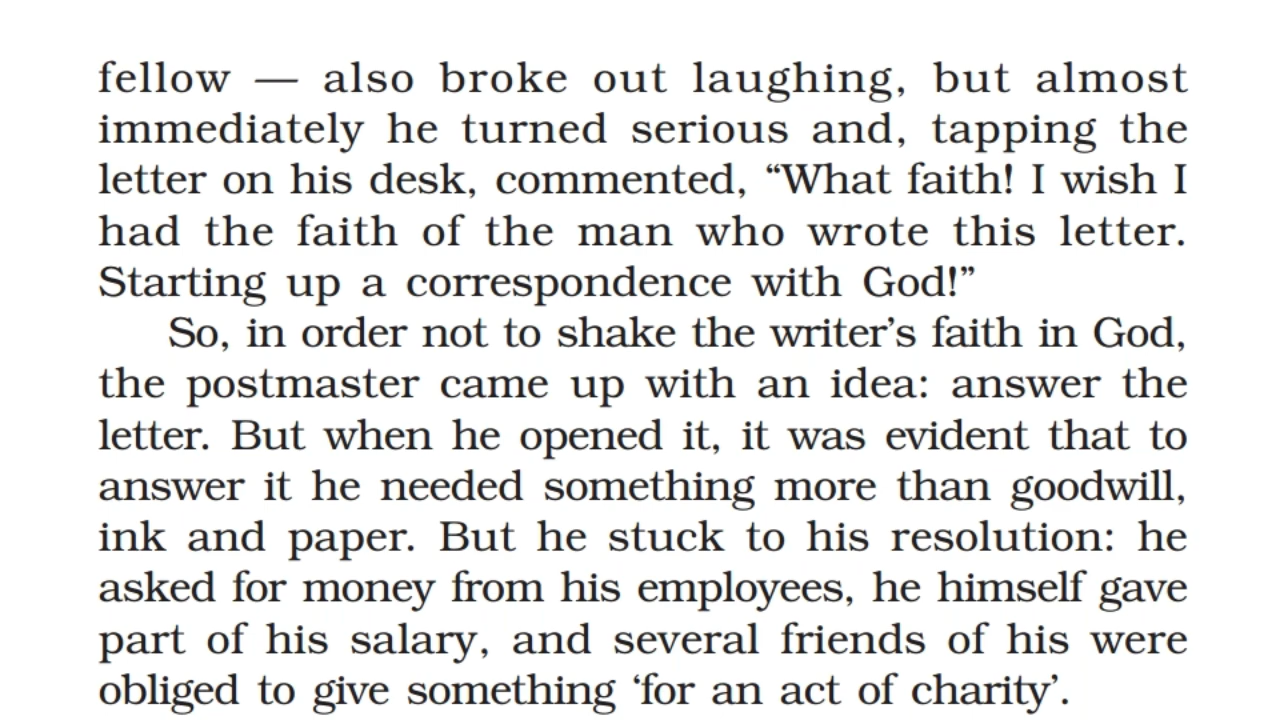 fellow — also broke out laughing, but almost
immediately he turned serious and, tapping the
letter on his desk, commented, “What faith! I wish I
had the faith of the man who wrote this letter.
Starting up a correspondence with God!”
So, in order not to shake the writer’s faith in God,
the postmaster came up with an idea: answer the
letter. But when he opened it, it was evident that to
answer it he needed something more than goodwill,
ink and paper. But he stuck to his resolution: he
asked for money from his employees, he himself gave
part of his salary, and several friends of his were
obliged to give something ‘for an act of charity’.